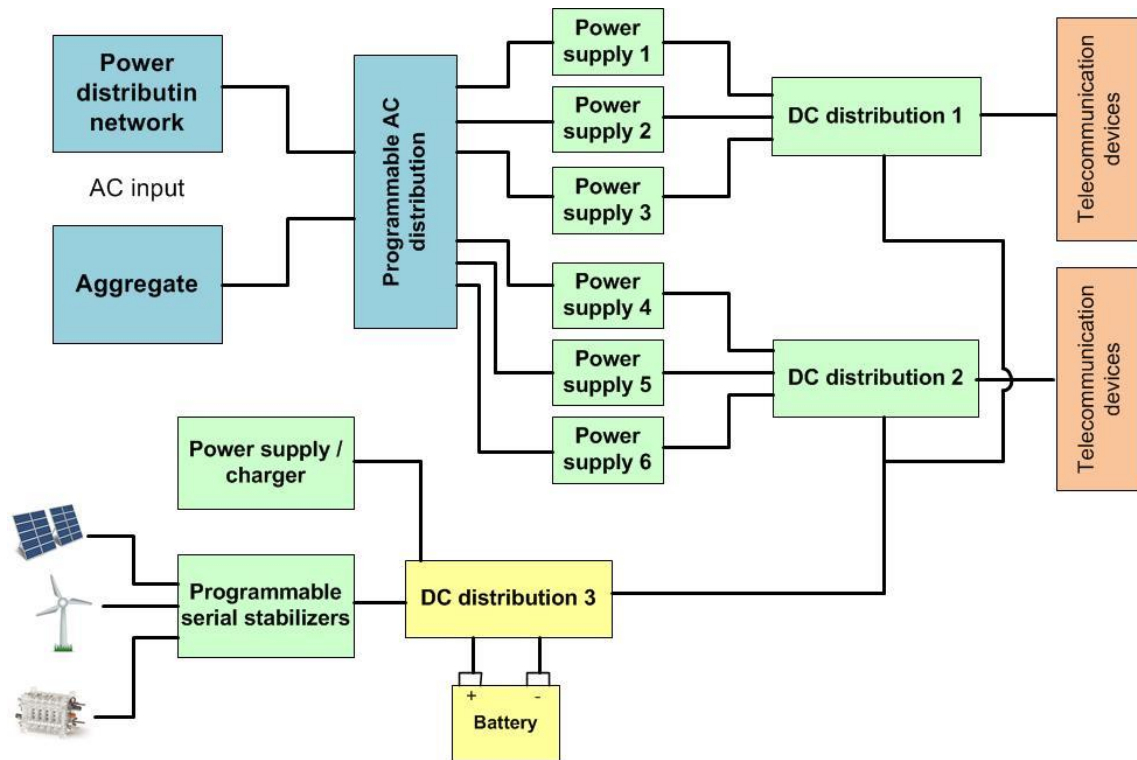 Power
distributin
network
AC input
Aggregate
Programmable AC
distribution
Power
supply 1
Power
supply 2
Power
supply 3
Power
supply 4
Power
supply 5
Power
supply 6
DC distribution 1
DC distribution 2
Telecommunication
devices
Telecommunication
devices
Power supply /
charger
Programmable
serial stabilizers
DC distribution 3
+ -
Battery